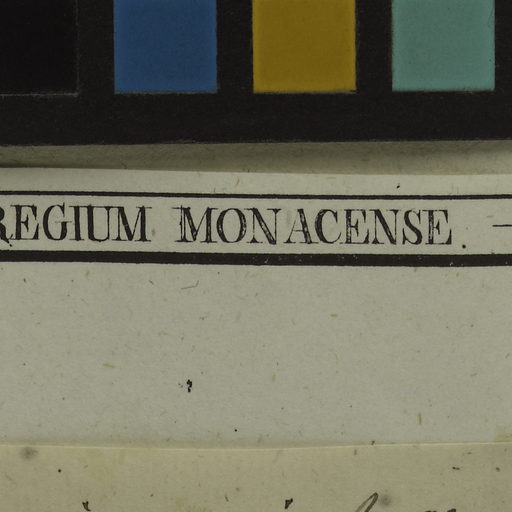 REGIUM MONACENSE. —